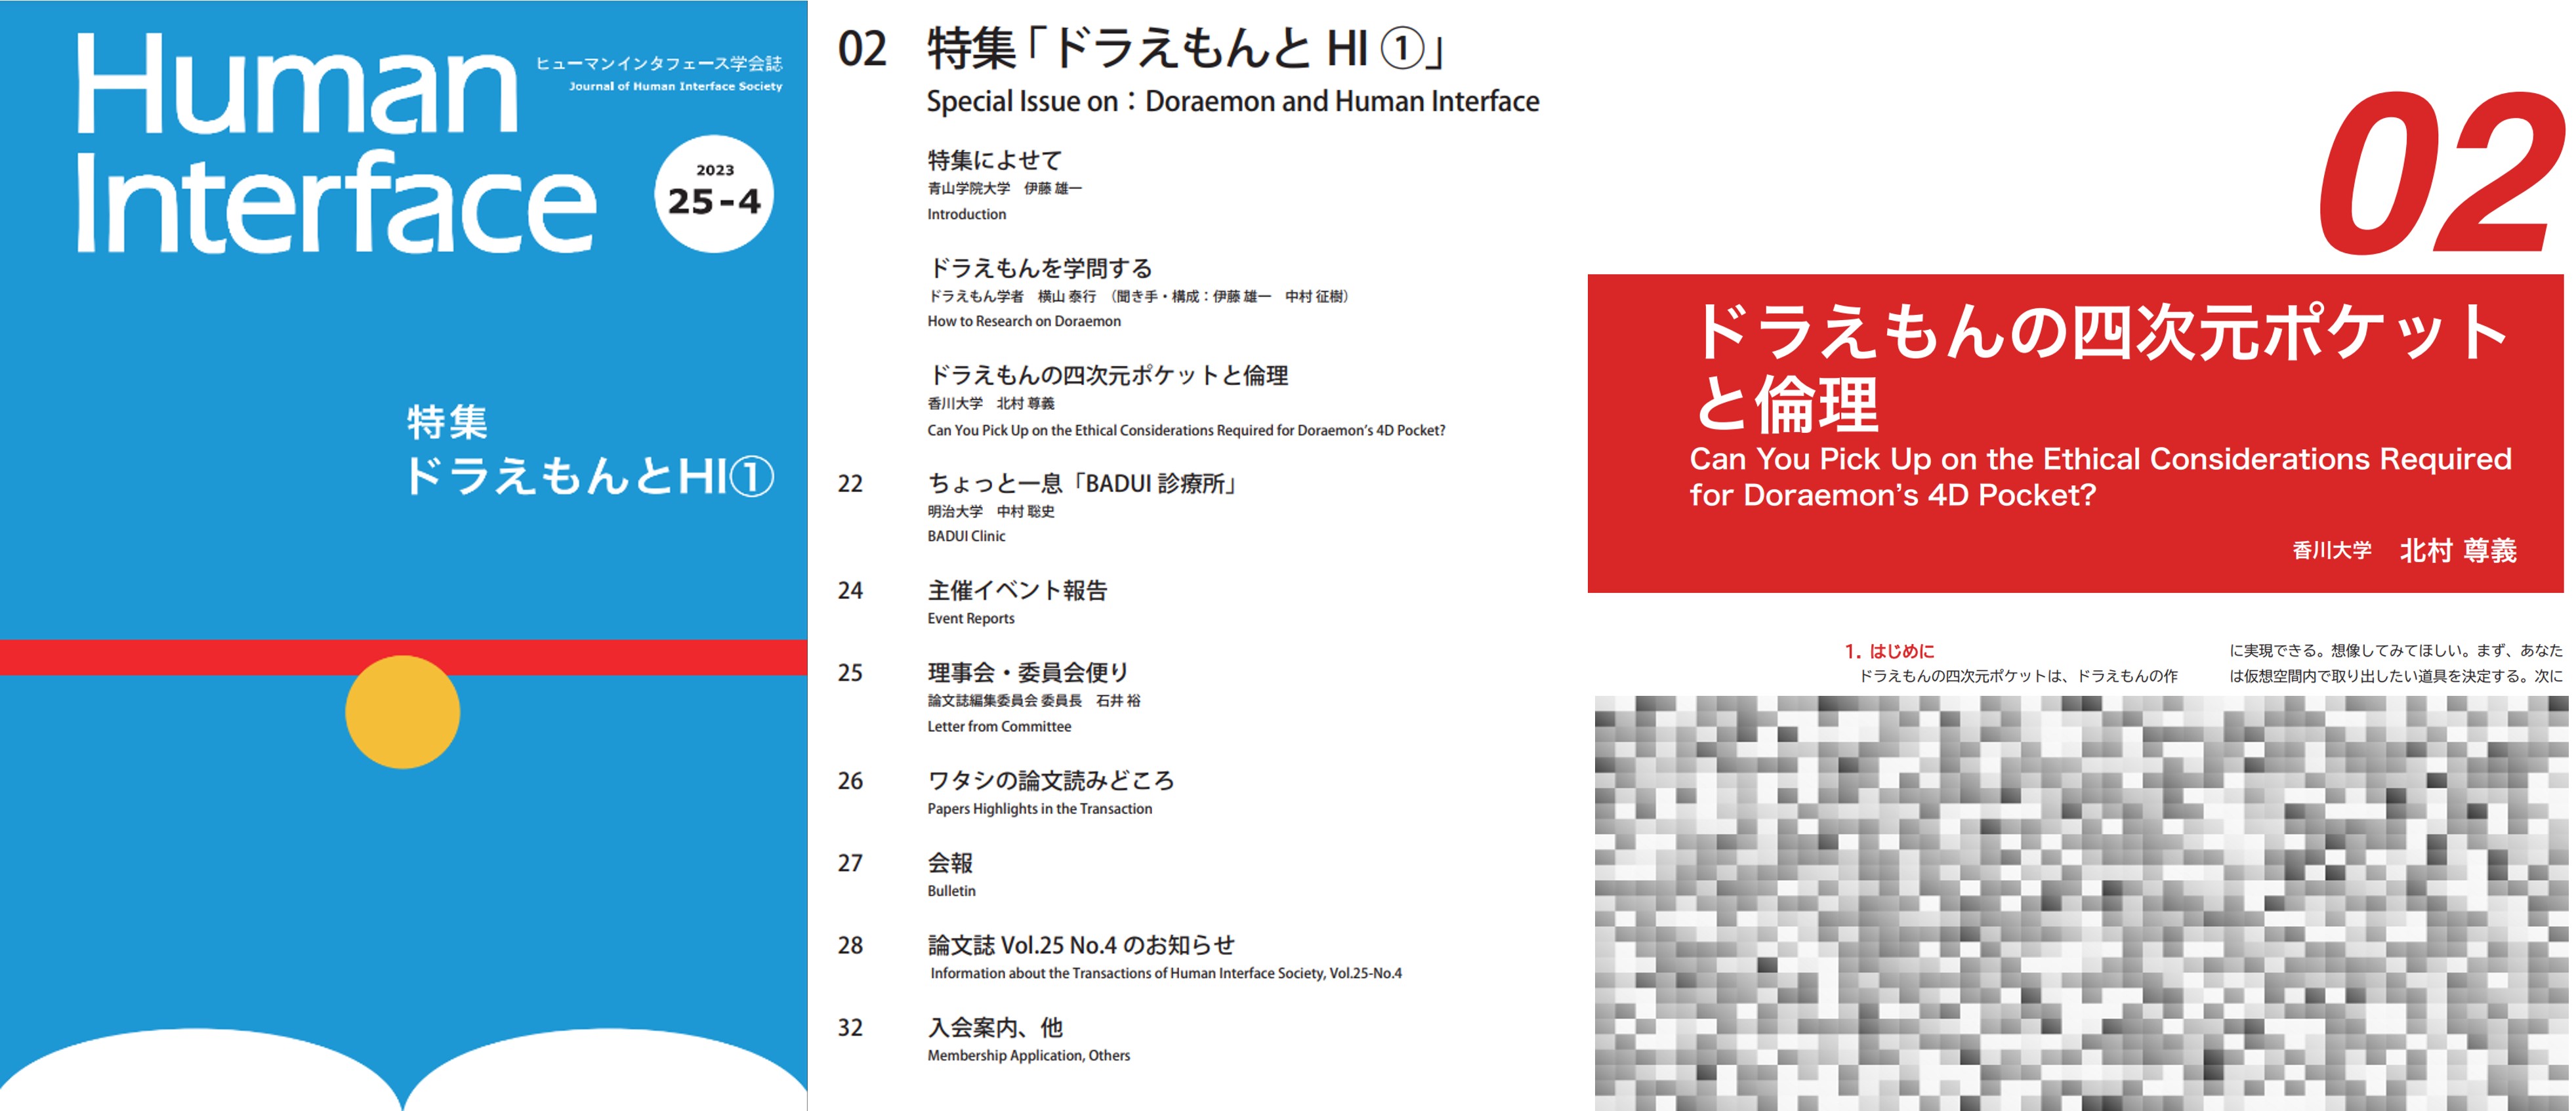 Human
Interface
ヒューマンインタフェース学会誌
Journal of Human Interface Society
2023
25-4
特集
ドラえもんとHI①
02 特集「ドラえもんと HI ①」
Special Issue on：Doraemon and Human Interface
特集によせて
青山学院大学 伊藤 雄一
Introduction
ドラえもんを学問する
ドラえもん学者 横山 泰行 （聞き手・構成：伊藤 雄一 中村 征樹）
How to Research on Doraemon
ドラえもんの四次元ポケットと倫理
香川大学 北村 尊義
Can You Pick Up on the Ethical Considerations Required for Doraemon's 4D Pocket?
22 ちょっと一息「BADUI 診療所」
明治大学 中村 聡史
BADUI Clinic
24 主催イベント報告
Event Reports
25 理事会・委員会便り
論文誌編集委員会 委員長 石井 裕
Letter from Committee
26 ワタシの論文読みどころ
Papers Highlights in the Transaction
27 会報
Bulletin
28 論文誌 Vol.25 No.4 のお知らせ
Information about the Transactions of Human Interface Society, Vol.25-No.4
32 入会案内、他
Membership Application, Others
02
ドラえもんの四次元ポケット
と倫理
Can You Pick Up on the Ethical Considerations Required
for Doraemon's 4D Pocket?
香川大学 北村 尊義
1. はじめに
ドラえもんの四次元ポケットは、ドラえもんの作
に実現できる。想像してみてほしい。まず、あなた
は仮想空間内で取り出したい道具を決定する。次に